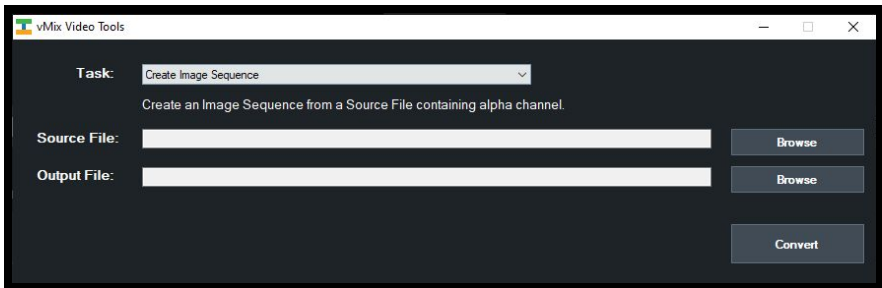 vMix Video Tools
Task: Create Image Sequence
Create an Image Sequence from a Source File containing alpha channel.
Source File: Browse
Output File: Browse
Convert